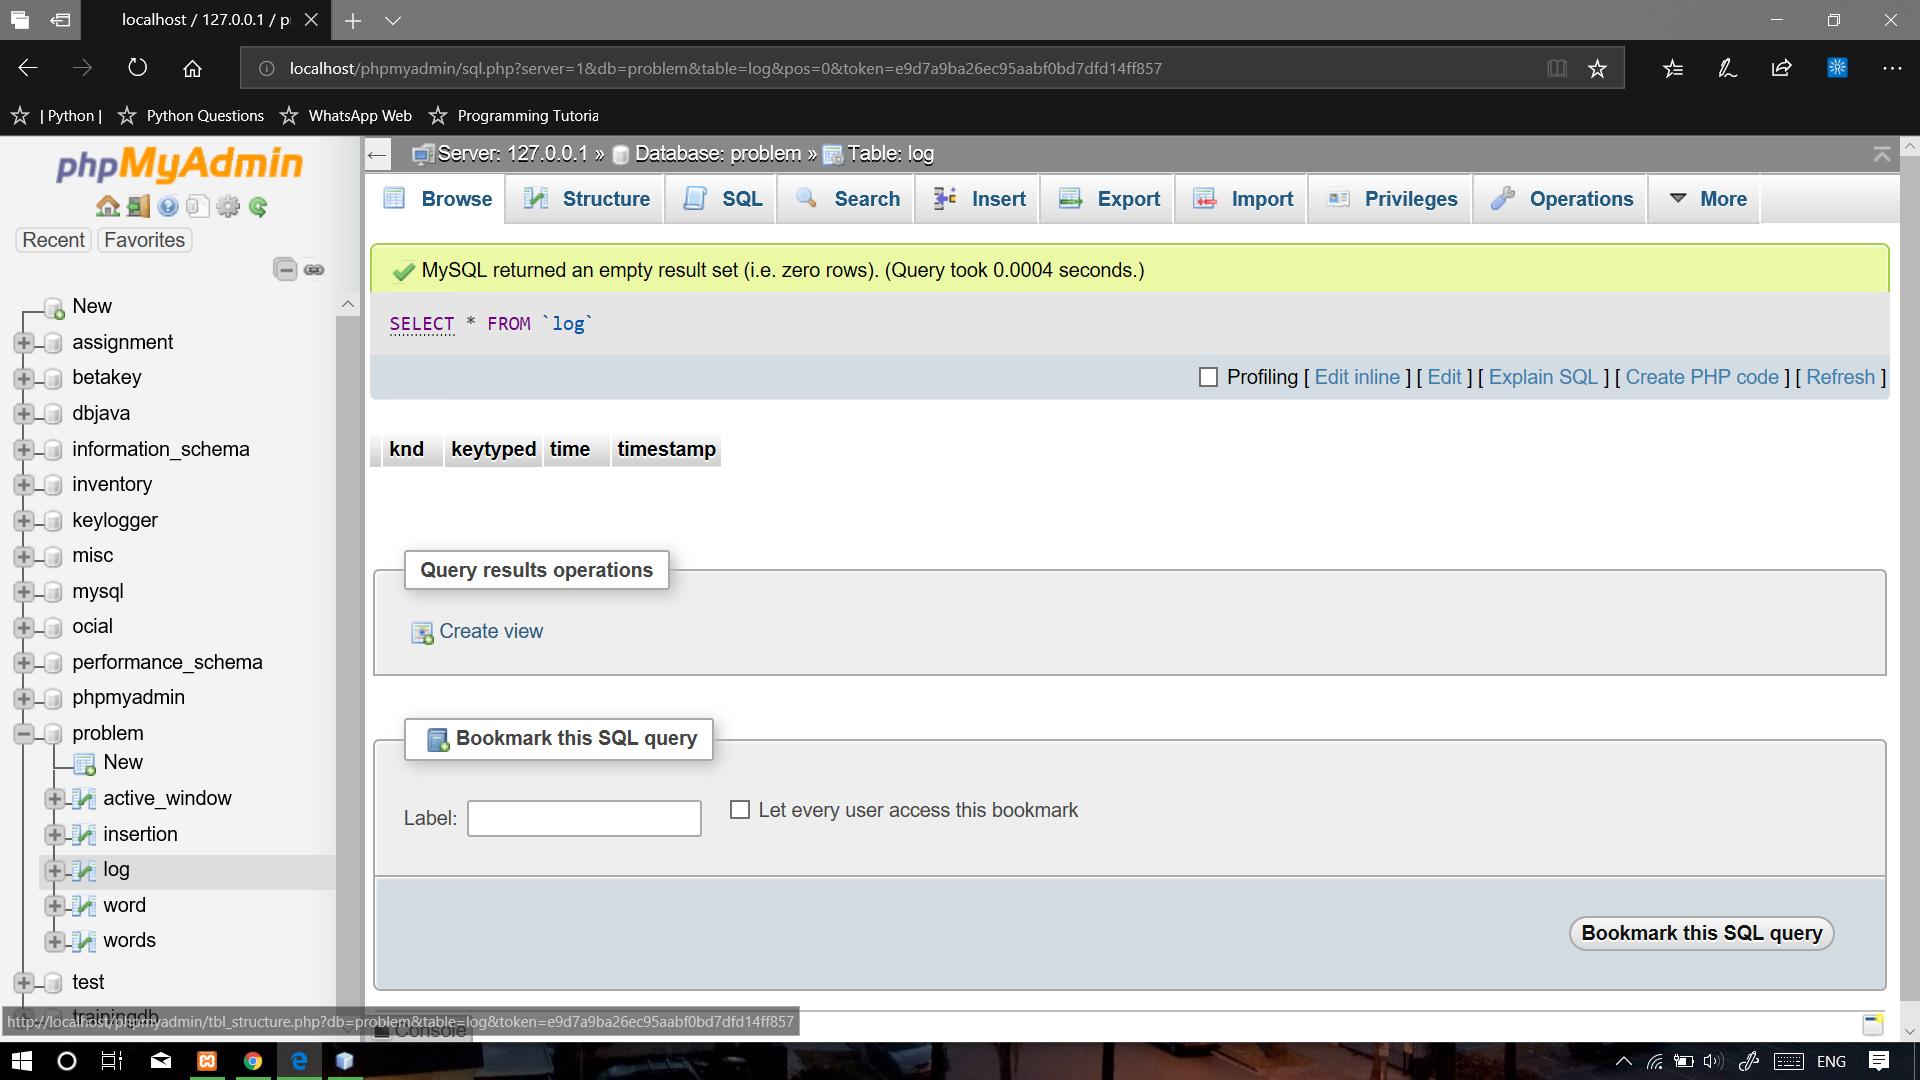 localhost / 127.0.0.1 / p
localhost/phpmyadmin/sql.php?server=1&db=problem&table=log&pos=0&token=e9d7a9ba26ec95aabf0bd7dfd14ff857
| Python |
Python Questions
WhatsApp Web
Programming Tutoria
phpMyAdmin
Recent
Favorites
New
assignment
betakey
dbjava
information_schema
inventory
keylogger
misc
mysql
ocial
performance_schema
phpmyadmin
problem
New
active_window
insertion
log
word
words
test
trainingdb
http://localhost/phpmyadmin/tbl_structure.php?db=problem&table=log&token=e9d7a9ba26ec95aabf0bd7dfd14ff857
Server: 127.0.0.1 » Database: problem » Table: log
Browse
Structure
SQL
Search
Insert
Export
Import
Privileges
Operations
More
MySQL returned an empty result set (i.e. zero rows). (Query took 0.0004 seconds.)
SELECT * FROM `log`
Profiling [ Edit inline ] [ Edit ] [ Explain SQL ] [ Create PHP code ] [ Refresh ]
knd keytyped time timestamp
Query results operations
Create view
Bookmark this SQL query
Label:
Let every user access this bookmark
Bookmark this SQL query
Console
ENG